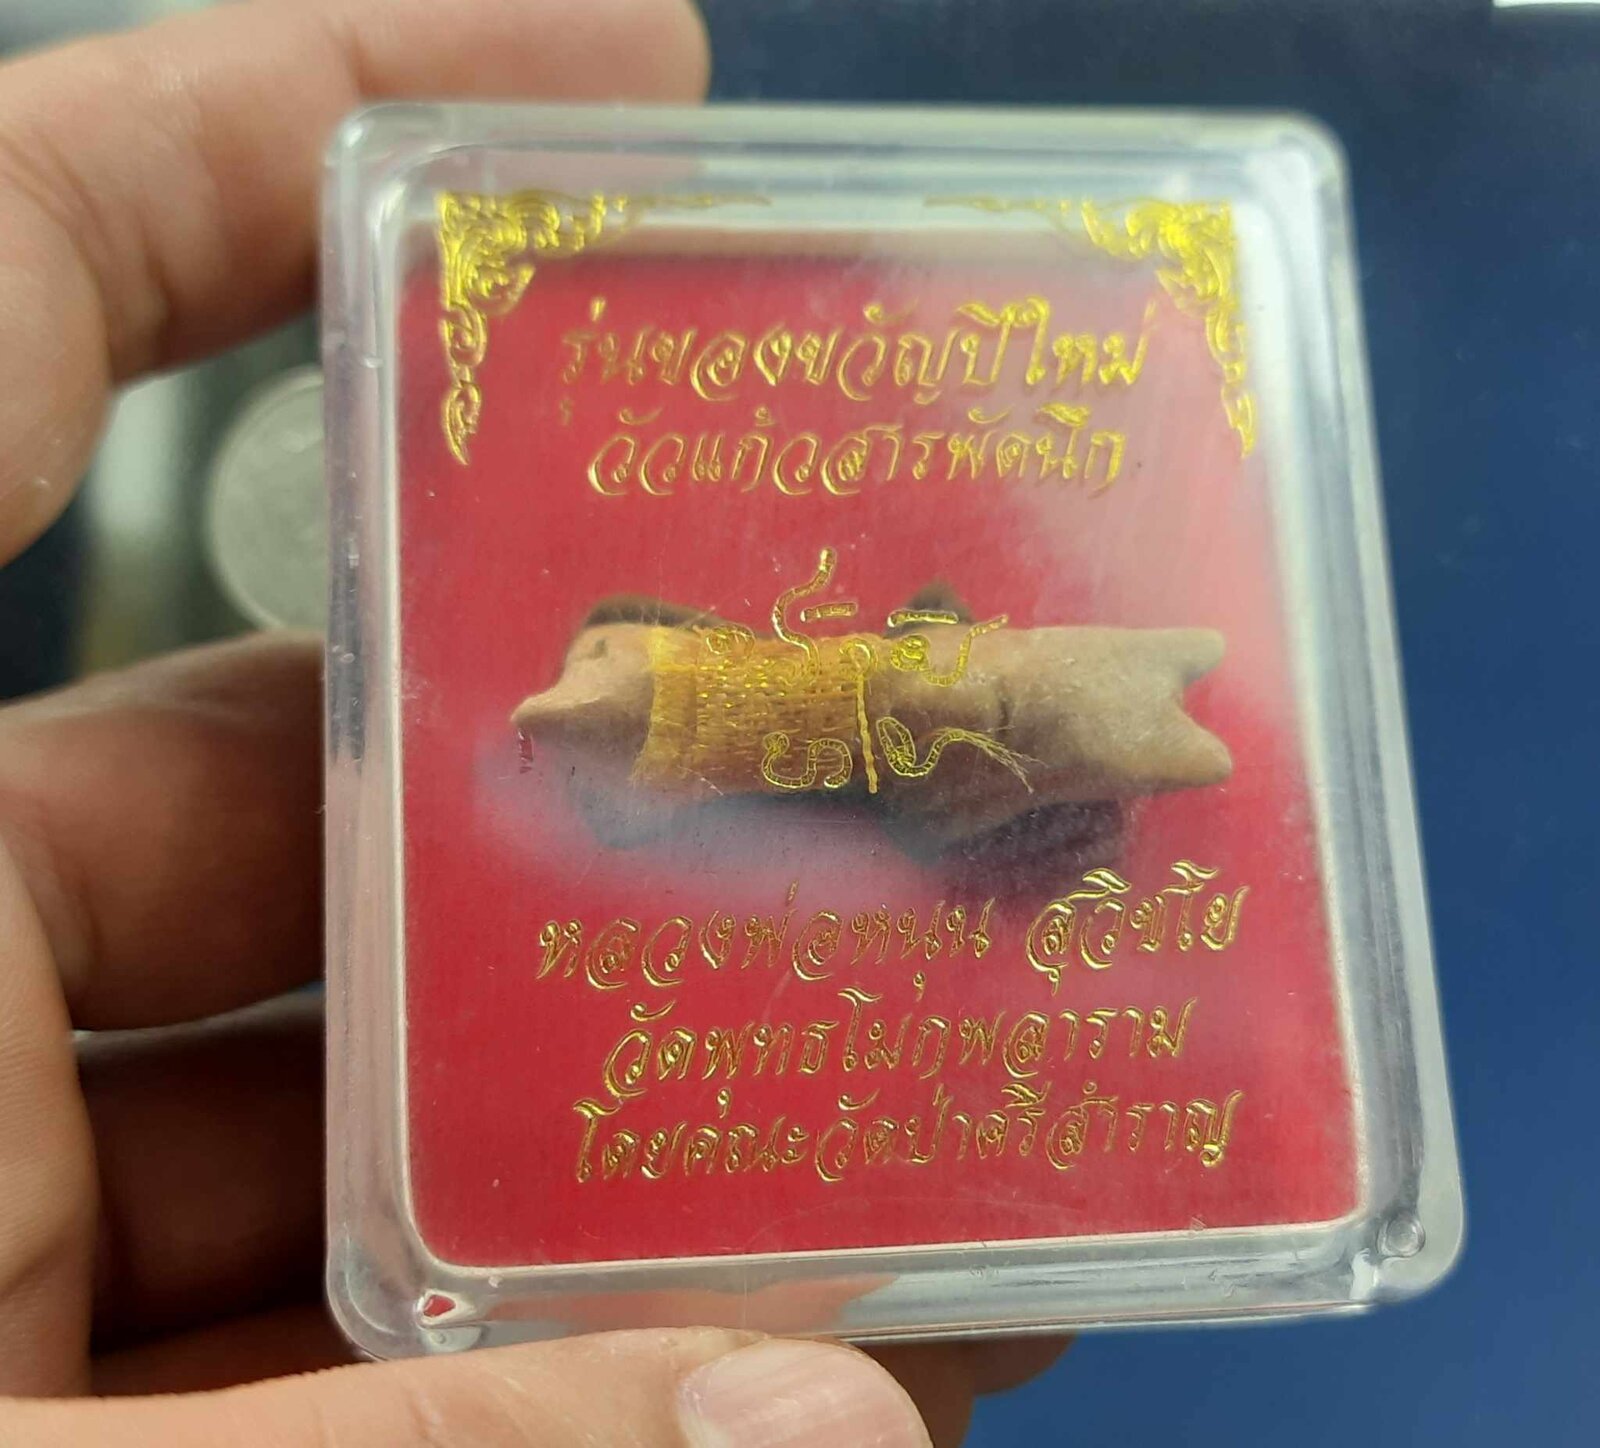 รุ่นของขวัญปีใหม่
วัวแก้วสารพัดนึก
หลวงพ่อหนุน สุวิชโย
วัดพุทธโมกพลาราม
โดยคณะวัดป่าศรีสำราญ